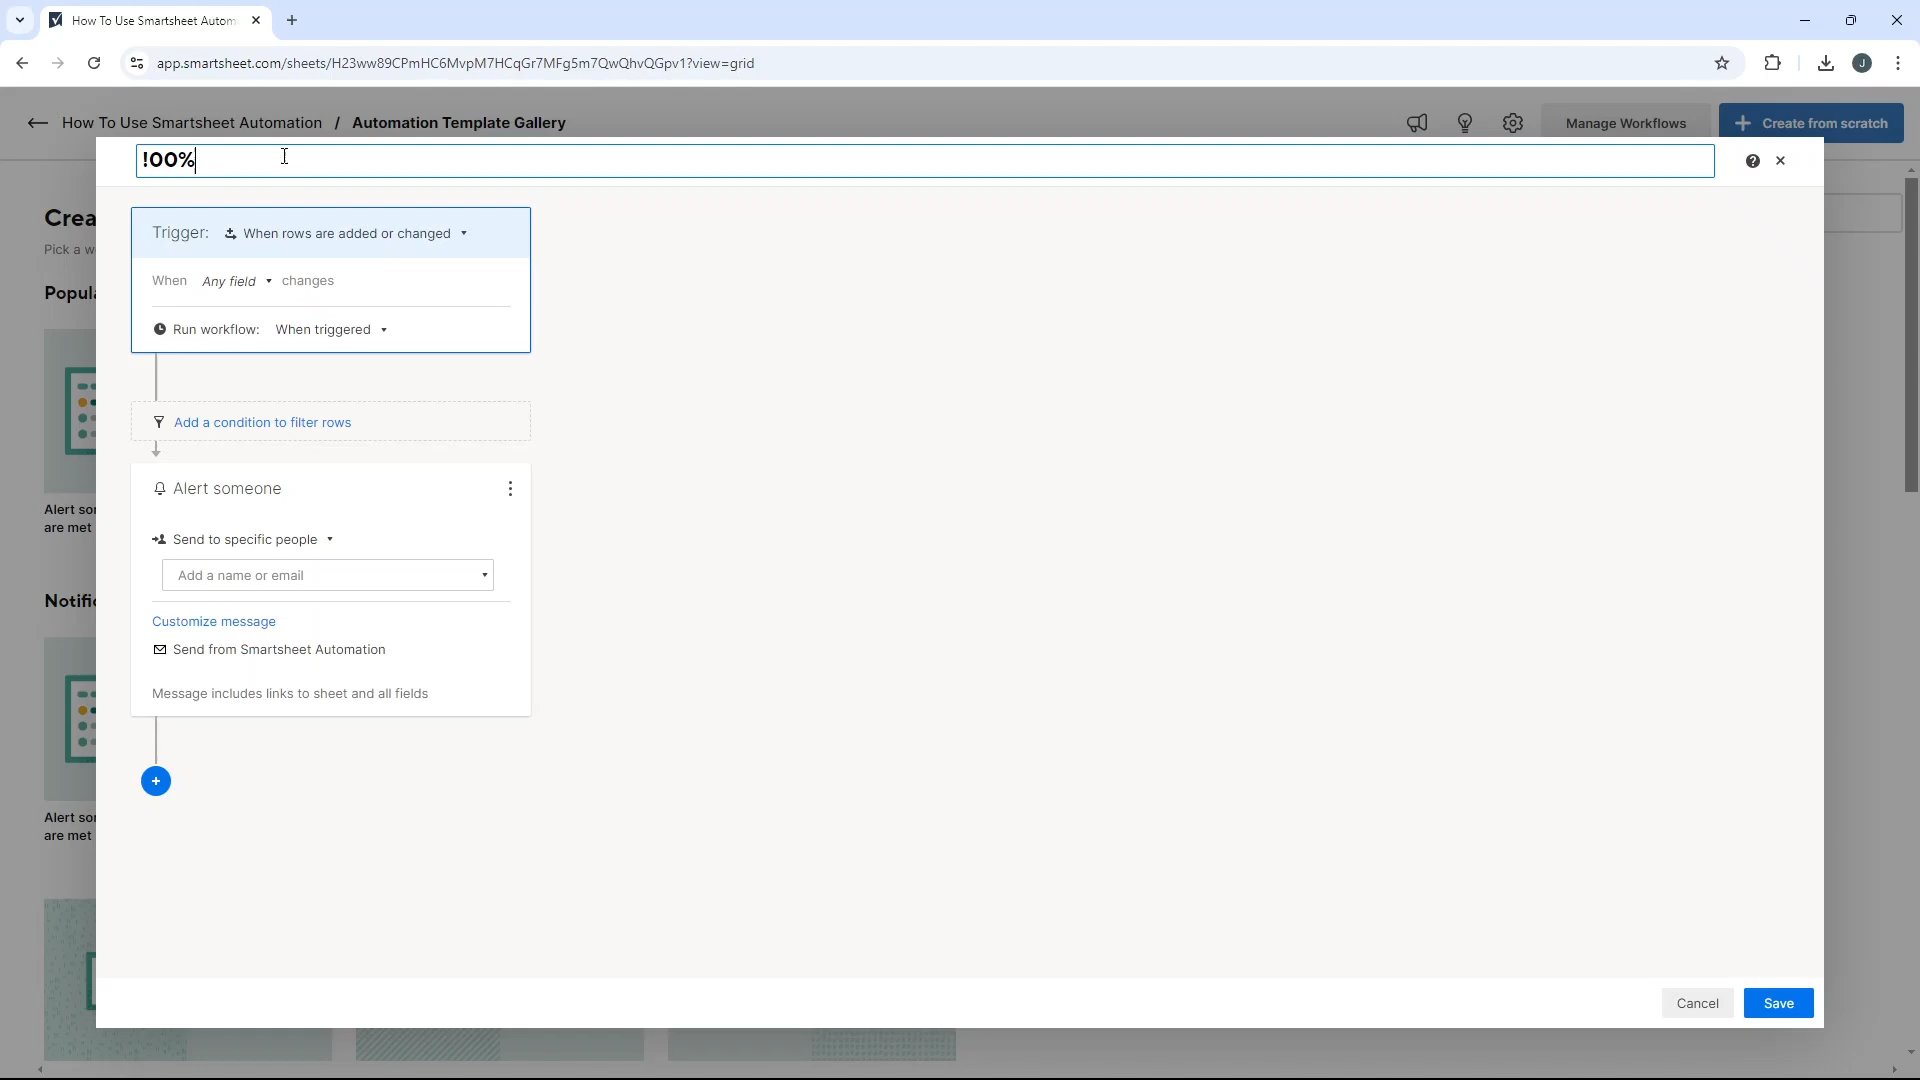 How To Use Smartsheet Autom
app.smartsheet.com/sheets/H23ww89CPmHC6MvpM7HCqGr7MFg5m7QwQhvQGpv1?view=grid
J
How To Use Smartsheet Automation / Automation Template Gallery
Manage Workflows
Create from scratch
!00%
Crea
Pick a w
Popula
Trigger: When rows are added or changed
When Any field changes
Run workflow: When triggered
Add a condition to filter rows
Alert someone
Alert so
are met
Send to specific people
Add a name or email
Notific
Customize message
Send from Smartsheet Automation
Message includes links to sheet and all fields
Alert so
are met
Cancel
Save